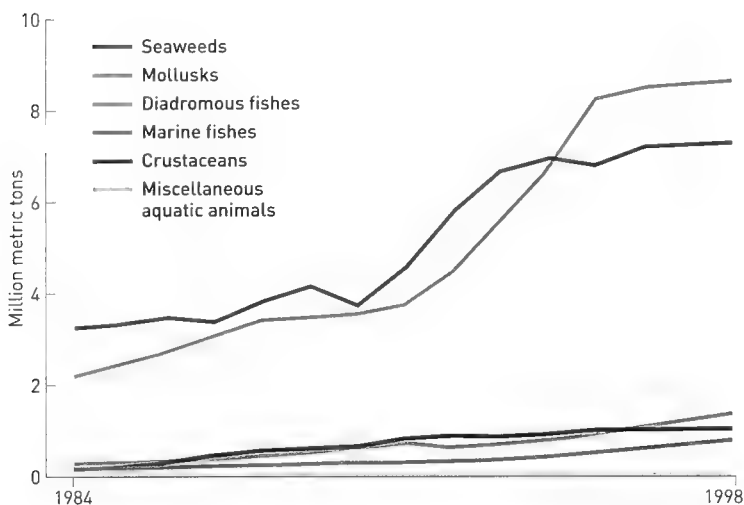 10
8
6
4
2
0
Million metric tons
Seaweeds
Mollusks
Diadromous fishes
Marine fishes
Crustaceans
Miscellaneous
aquatic animals
1984
1998